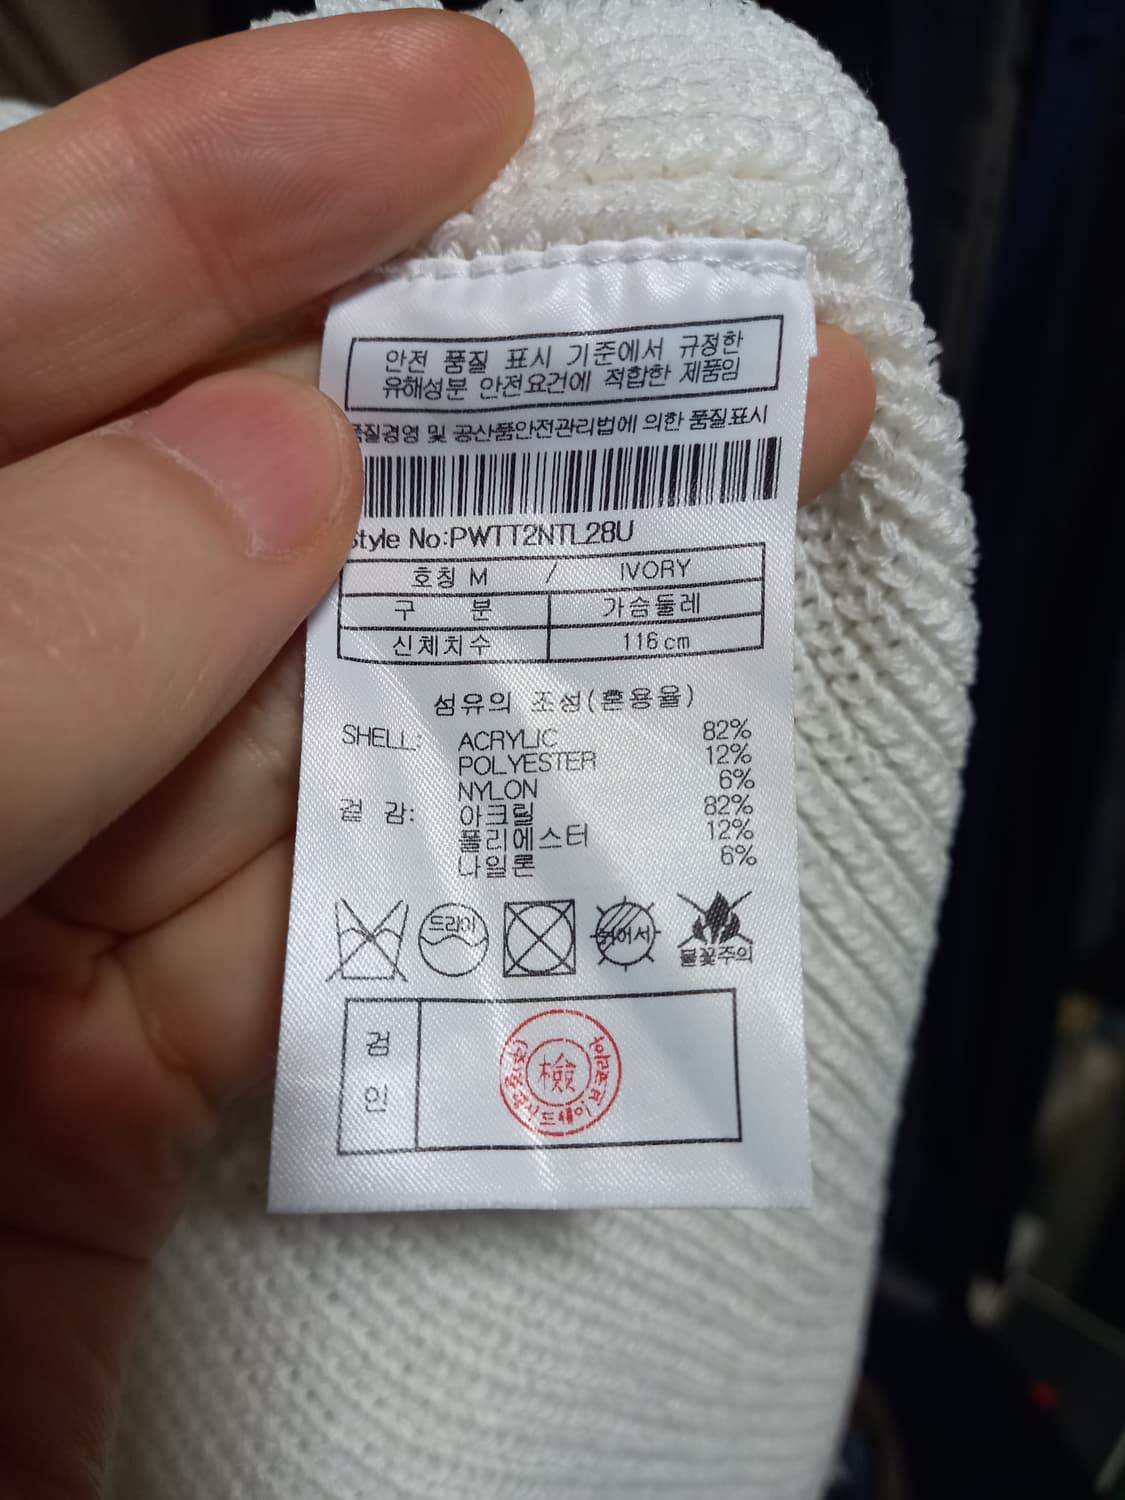 안전 품질 표시 기준에서 규정한
유해성분 안전요건에 적합한 제품임
품질경영 및 공산품안전관리법에 의한 품질표시
Style No:PWTT2NTL28U
호칭 M / IVORY
구 분 가슴둘레
신체치수 116cm
섬유의 조성(혼용율)
SHELL: ACRYLIC 82%
POLYESTER 12%
NYLON 6%
겉 감: 아크릴 82%
폴리에스터 12%
나일론 6%
드라이
뉘어서
불꽃주의
검
인
檢